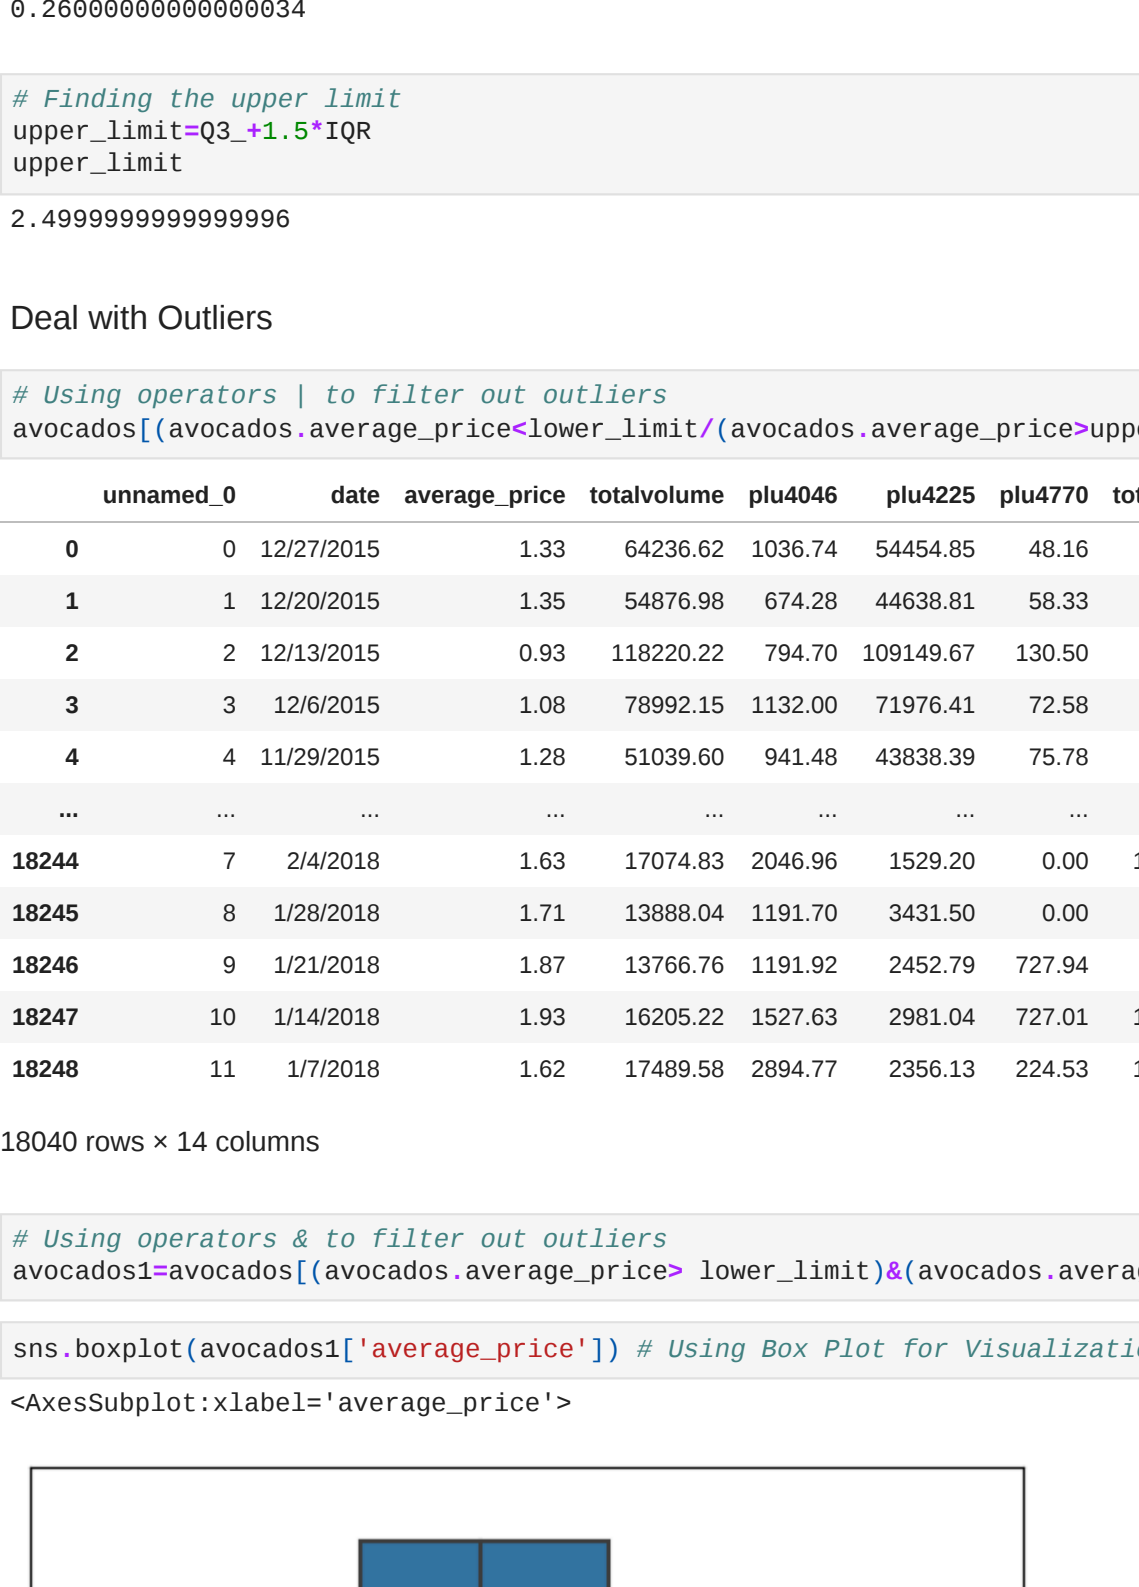 0.26000000000000034
# Finding the upper limit
upper_limit=Q3_+1.5*IQR
upper_limit
2.4999999999999996
Deal with Outliers
# Using operators | to filter out outliers
avocados[(avocados.average_price<lower_limit/(avocados.average_price>upp
unnamed_0 date average_price totalvolume plu4046 plu4225 plu4770 tot
0 0 12/27/2015 1.33 64236.62 1036.74 54454.85 48.16
1 1 12/20/2015 1.35 54876.98 674.28 44638.81 58.33
2 2 12/13/2015 0.93 118220.22 794.70 109149.67 130.50
3 3 12/6/2015 1.08 78992.15 1132.00 71976.41 72.58
4 4 11/29/2015 1.28 51039.60 941.48 43838.39 75.78
... ... ... ... ... ... ... ...
18244 7 2/4/2018 1.63 17074.83 2046.96 1529.20 0.00 1
18245 8 1/28/2018 1.71 13888.04 1191.70 3431.50 0.00
18246 9 1/21/2018 1.87 13766.76 1191.92 2452.79 727.94
18247 10 1/14/2018 1.93 16205.22 1527.63 2981.04 727.01 1
18248 11 1/7/2018 1.62 17489.58 2894.77 2356.13 224.53 1
18040 rows × 14 columns
# Using operators & to filter out outliers
avocados1=avocados[(avocados.average_price> lower_limit)&(avocados.avera
sns.boxplot(avocados1['average_price']) # Using Box Plot for Visualizati
<AxesSubplot:xlabel='average_price'>